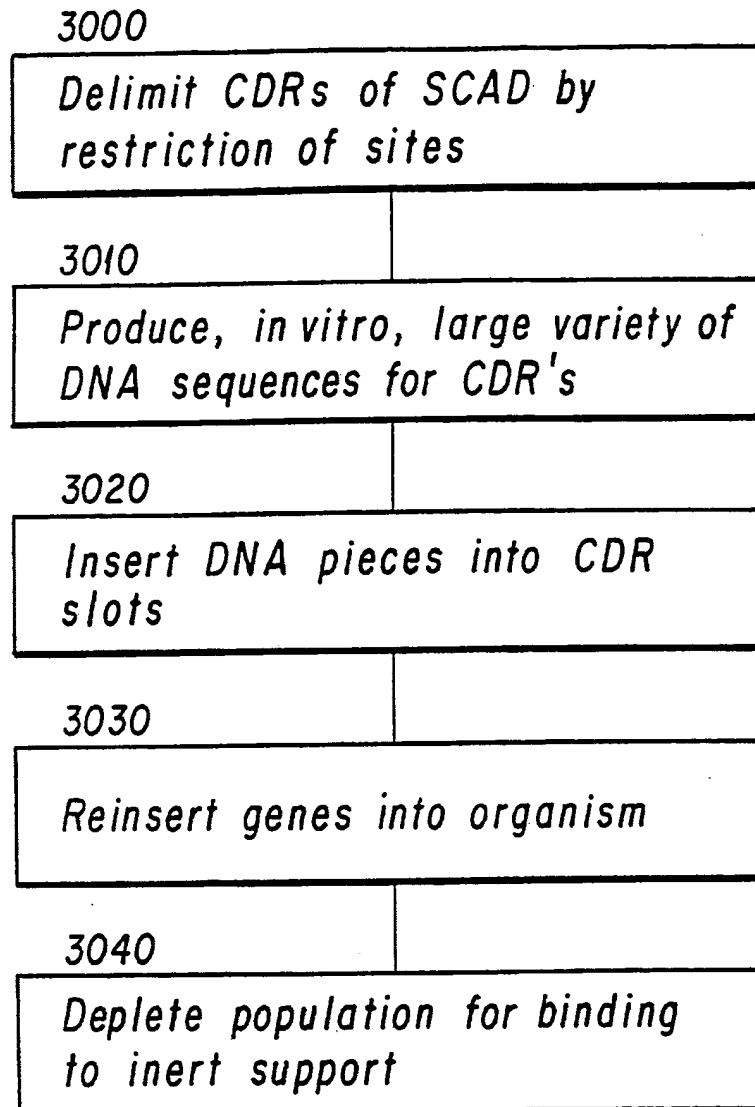 3000
Delimit CDRs of SCAD by
restriction of sites
3010
Produce, in vitro, large variety of
DNA sequences for CDR's
3020
Insert DNA pieces into CDR
slots
3030
Reinsert genes into organism
3040
Deplete population for binding
to inert support